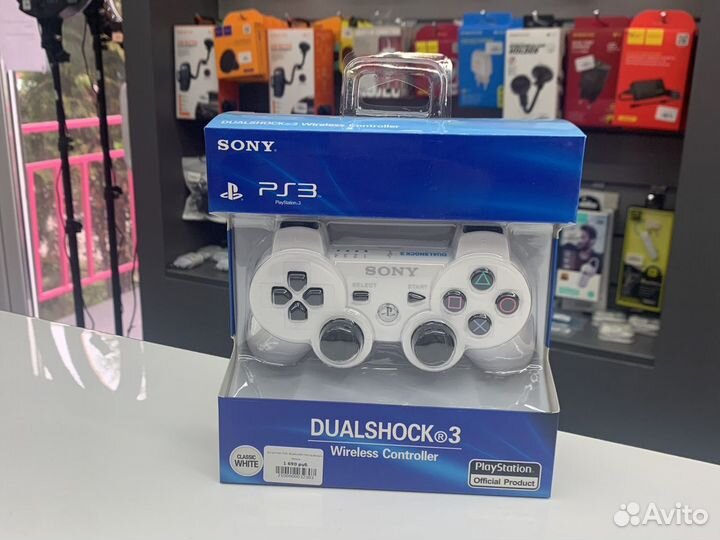 DUALSHOCK®3 Wireless Controller
SONY
PS3
PlayStation.3
DUALSHOCK 3
SONY
SELECT
START
DUALSHOCK®3
Wireless Controller
CLASSIC
WHITE
1 499 руб.
PlayStation
Official Product
Avito